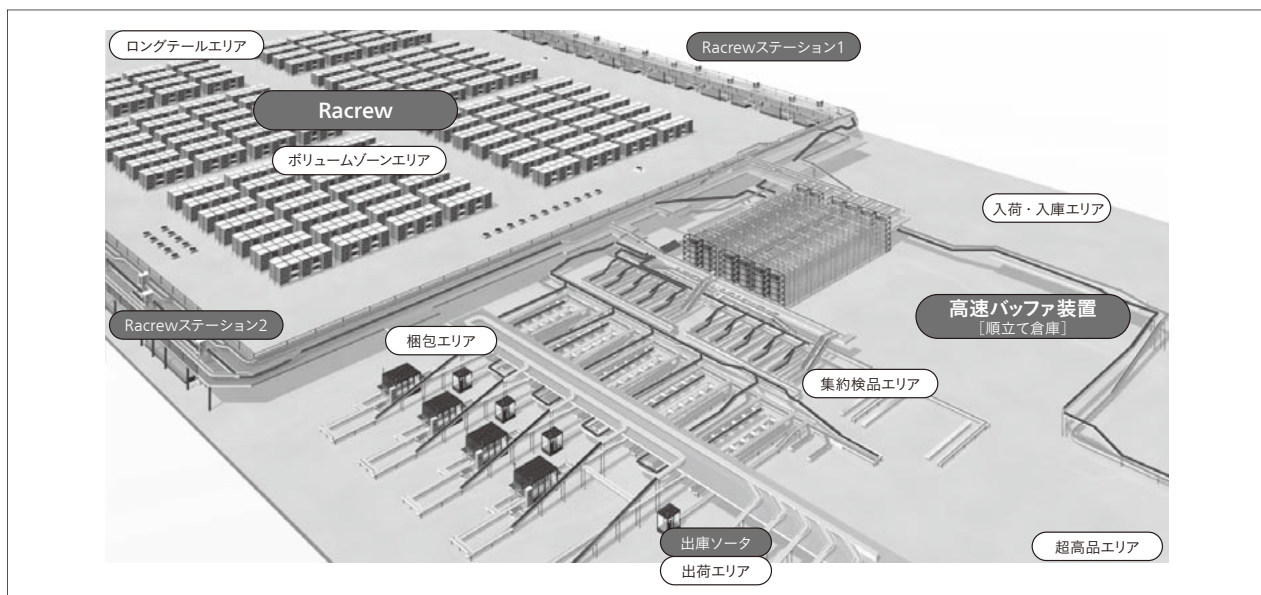 ロングテールエリア
Racrewステーション1
Racrew
ボリュームゾーンエリア
入荷・入庫エリア
高速バッファ装置
［順立て倉庫］
Racrewステーション2
梱包エリア
集約検品エリア
出庫ソータ
出荷エリア
超高品エリア